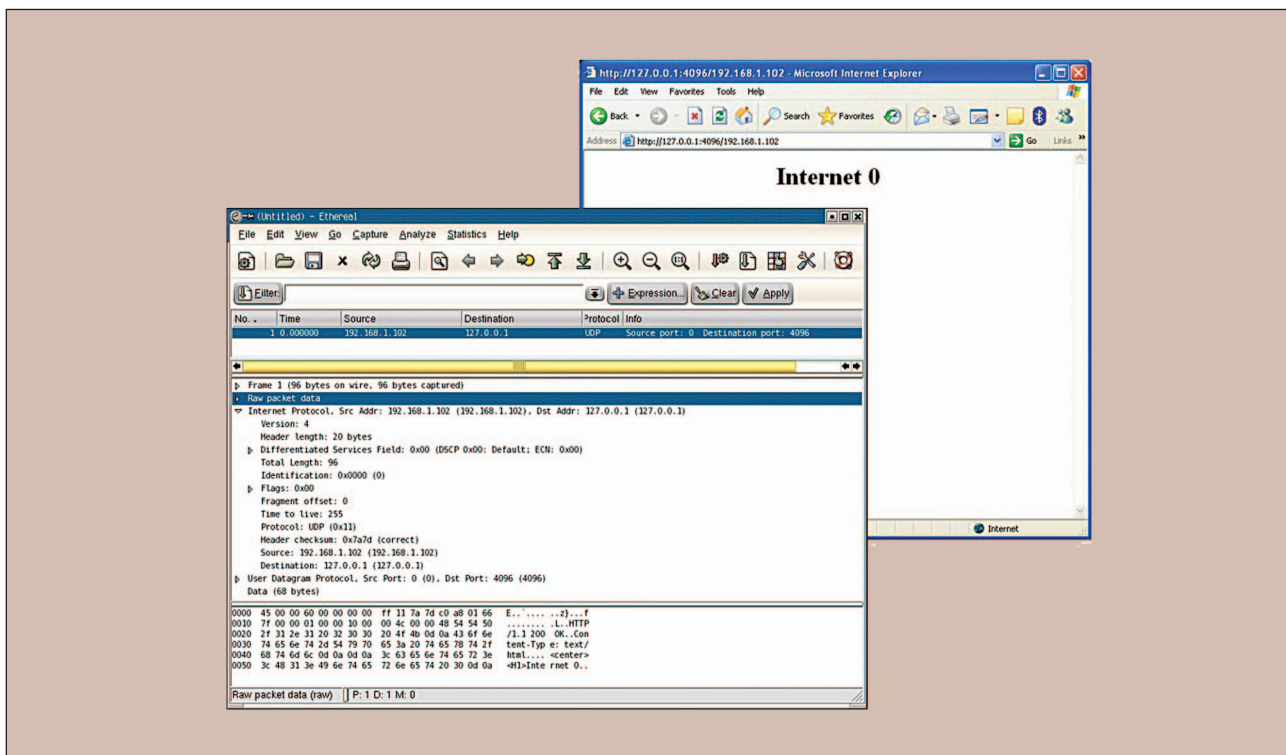 http://127.0.0.1:4096/192.168.1.102 - Microsoft Internet Explorer
File Edit View Favorites Tools Help
Back Search Favorites
Address http://127.0.0.1:4096/192.168.1.102 Go Links »
Internet 0
Internet
(Untitled) - Ethereal
File Edit View Go Capture Analyze Statistics Help
Filter: Expression... Clear Apply
No. . Time Source Destination Protocol Info
1 0.000000 192.168.1.102 127.0.0.1 UDP Source port: 0 Destination port: 4096
Frame 1 (96 bytes on wire, 96 bytes captured)
Raw packet data
Internet Protocol, Src Addr: 192.168.1.102 (192.168.1.102), Dst Addr: 127.0.0.1 (127.0.0.1)
Version: 4
Header length: 20 bytes
Differentiated Services Field: 0x00 (DSCP 0x00: Default; ECN: 0x00)
Total Length: 96
Identification: 0x0000 (0)
Flags: 0x00
Fragment offset: 0
Time to live: 255
Protocol: UDP (0x11)
Header checksum: 0x7a7d (correct)
Source: 192.168.1.102 (192.168.1.102)
Destination: 127.0.0.1 (127.0.0.1)
User Datagram Protocol, Src Port: 0 (0), Dst Port: 4096 (4096)
Data (68 bytes)
0000 45 00 00 60 00 00 00 00 ff 11 7a 7d c0 a8 01 66 E..`.... ..z}...f
0010 7f 00 00 01 00 00 10 00 00 4c 00 00 48 54 54 50 ........ .L..HTTP
0020 2f 31 2e 31 20 32 30 30 20 4f 4b 0d 0a 43 6f 6e /1.1 200 OK..Con
0030 74 65 6e 74 2d 54 79 70 65 3a 20 74 65 78 74 2f tent-Typ e: text/
0040 68 74 6d 6c 0d 0a 0d 0a 3c 63 65 6e 74 65 72 3e html.... <center>
0050 3c 48 31 3e 49 6e 74 65 72 6e 65 74 20 30 0d 0a <H1>Inte rnet 0..
Raw packet data (raw) P: 1 D: 1 M: 0